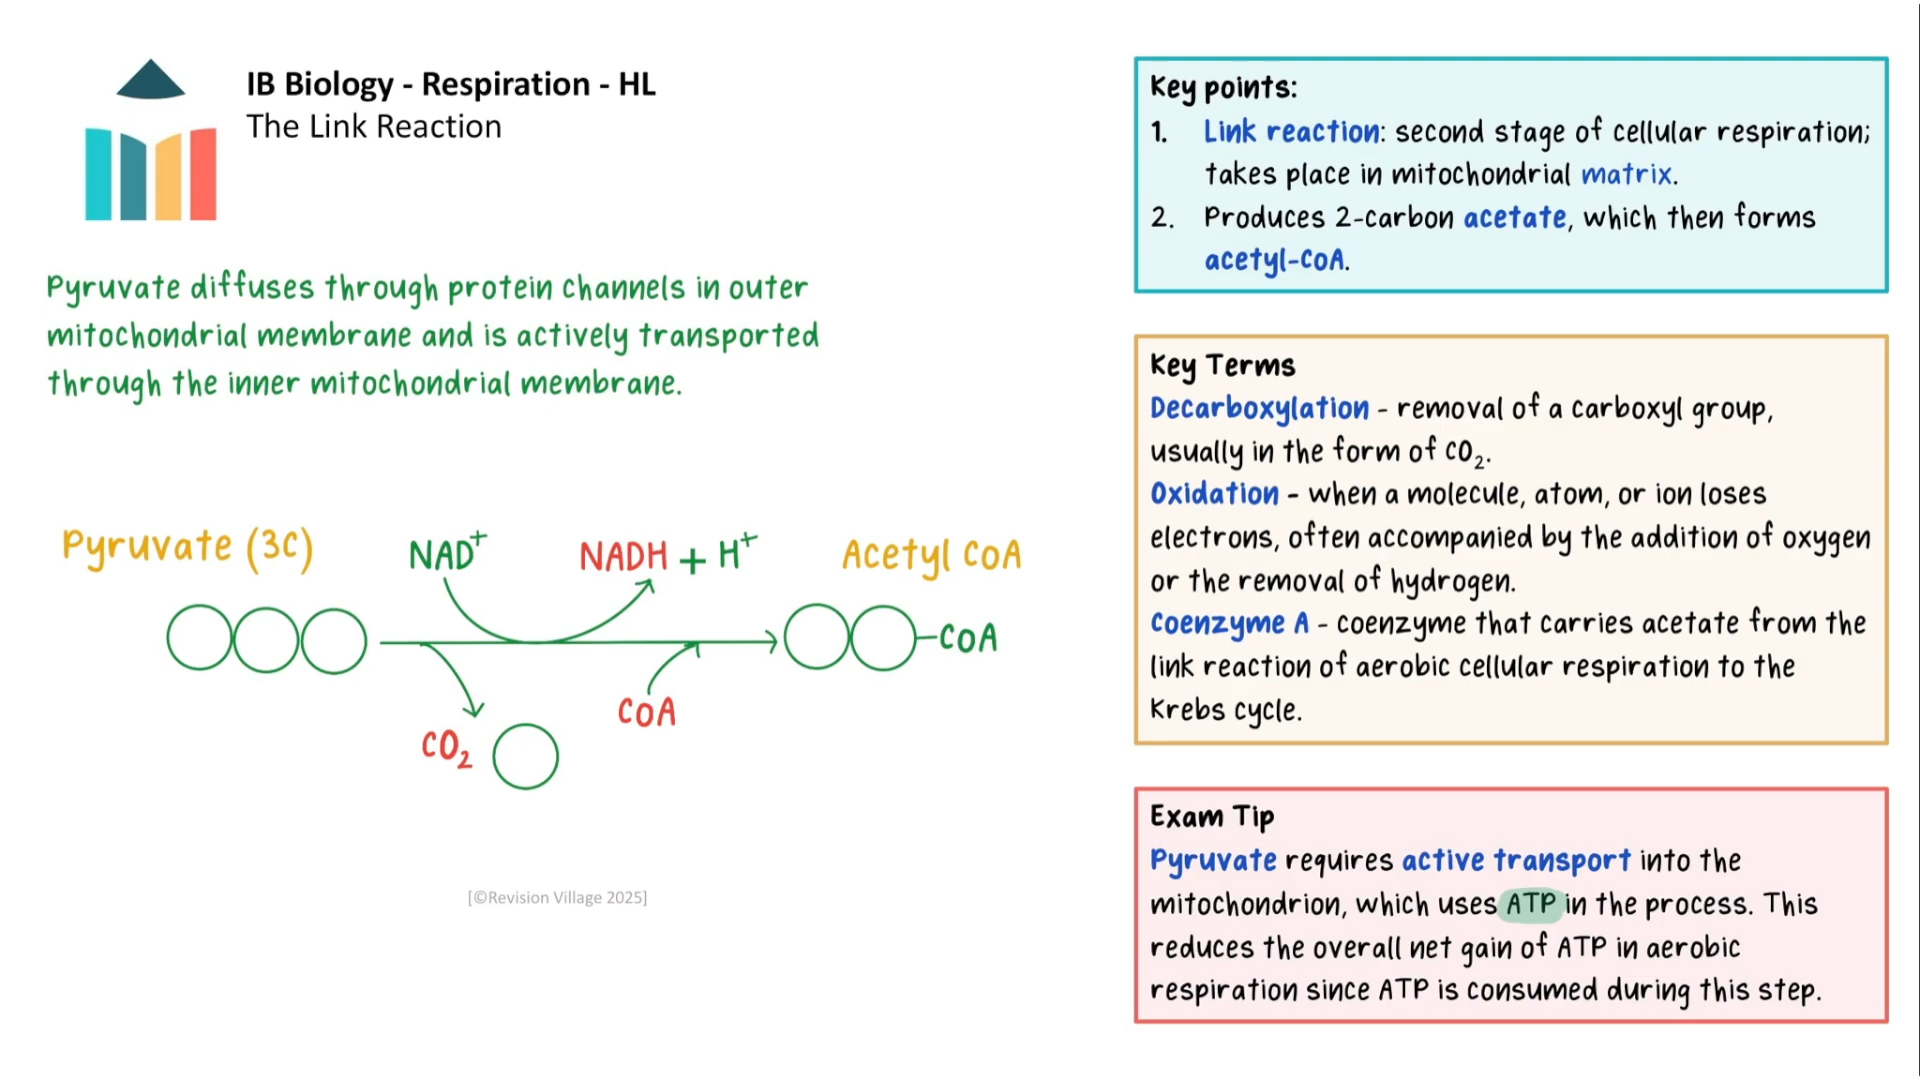 IB Biology - Respiration - HL
The Link Reaction
Pyruvate diffuses through protein channels in outer
mitochondrial membrane and is actively transported
through the inner mitochondrial membrane.
Pyruvate (3C)
NAD⁺
NADH + H⁺
Acetyl CoA
-CoA
CoA
CO₂
[©Revision Village 2025]
Key points:
1. Link reaction: second stage of cellular respiration;
takes place in mitochondrial matrix.
2. Produces 2-carbon acetate, which then forms
acetyl-CoA.
Key Terms
Decarboxylation - removal of a carboxyl group,
usually in the form of CO₂.
Oxidation - when a molecule, atom, or ion loses
electrons, often accompanied by the addition of oxygen
or the removal of hydrogen.
Coenzyme A - coenzyme that carries acetate from the
link reaction of aerobic cellular respiration to the
Krebs cycle.
Exam Tip
Pyruvate requires active transport into the
mitochondrion, which uses ATP in the process. This
reduces the overall net gain of ATP in aerobic
respiration since ATP is consumed during this step.